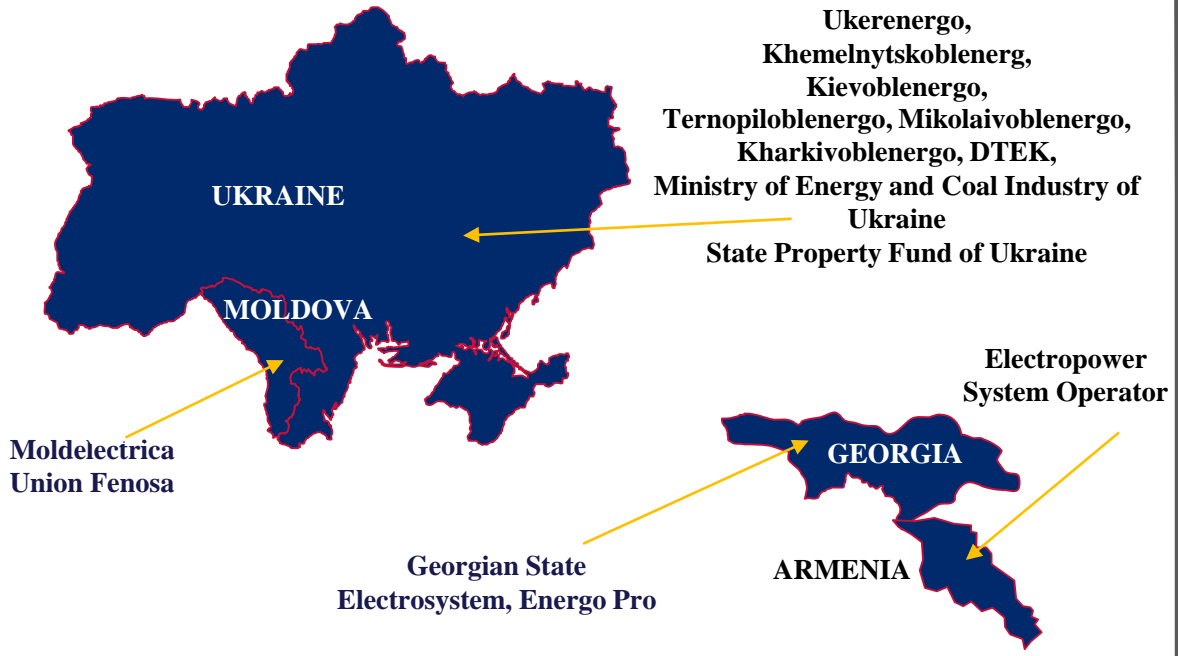 Ukerenergo,
Khemelnytskoblenerg,
Kievoblenergo,
Ternopiloblenergo, Mikolaivoblenergo,
Kharkivoblenergo, DTEK,
Ministry of Energy and Coal Industry of
Ukraine
State Property Fund of Ukraine
UKRAINE
MOLDOVA
Moldelectrica
Union Fenosa
Electropower
System Operator
GEORGIA
Georgian State
Electrosystem, Energo Pro
ARMENIA